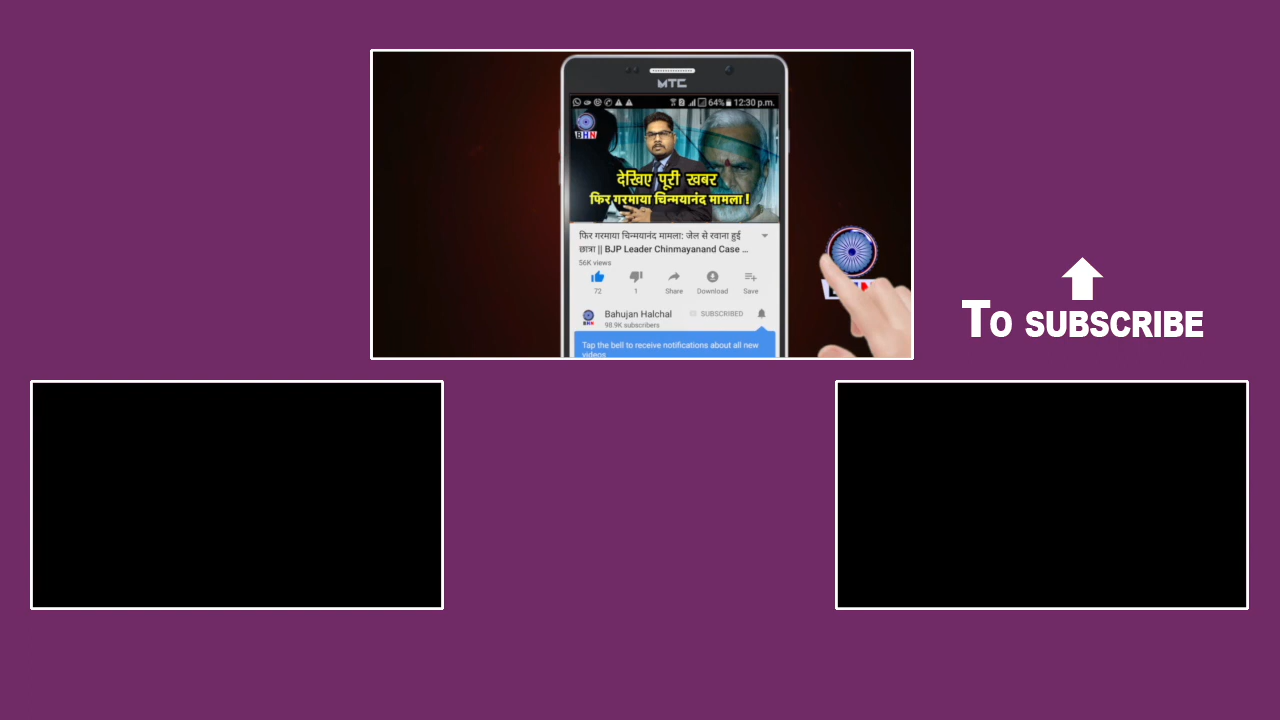 MTC
64% 12:30 p.m.
BHN
देखिए पूरी खबर
फिर गरमाया चिन्मयानंद मामला !
फिर गरमाया चिन्मयानंद मामला: जेल से रवाना हुई
छात्रा || BJP Leader Chinmayanand Case ...
56K views
72
1
Share
Download
Save
Bahujan Halchal
SUBSCRIBED
98.9K subscribers
Tap the bell to receive notifications about all new
videos
To SUBSCRIBE